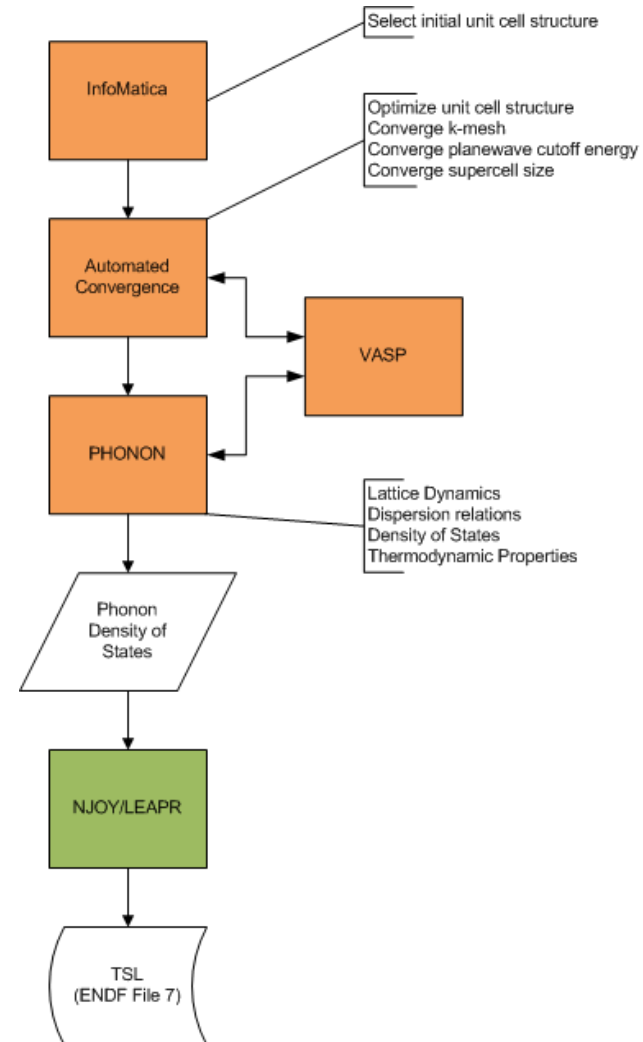 Select initial unit cell structure
InfoMatica
Optimize unit cell structure
Converge k-mesh
Converge planewave cutoff energy
Converge supercell size
Automated
Convergence
VASP
PHONON
Lattice Dynamics
Dispersion relations
Density of States
Thermodynamic Properties
Phonon
Density of
States
NJOY/LEAPR
TSL
(ENDF File 7)